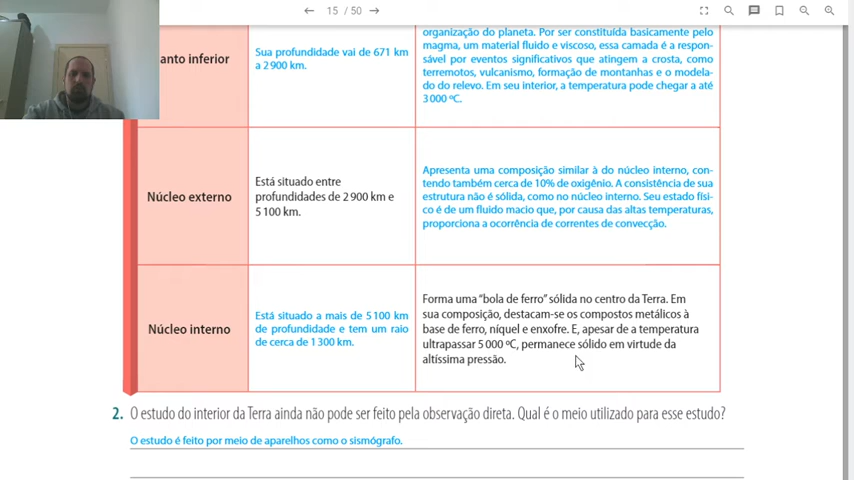 15 / 50
organização do planeta. Por ser constituída basicamente pelo
magma, um material fluido e viscoso, essa camada é a respon-
sável por eventos significativos que atingem a crosta, como
terremotos, vulcanismo, formação de montanhas e o modela-
do do relevo. Em seu interior, a temperatura pode chegar a até
3 000 ºC.
anto inferior
Sua profundidade vai de 671 km
a 2 900 km.
Núcleo externo
Está situado entre
profundidades de 2 900 km e
5 100 km.
Apresenta uma composição similar à do núcleo interno, con-
tendo também cerca de 10% de oxigênio. A consistência de sua
estrutura não é sólida, como no núcleo interno. Seu estado físi-
co é de um fluido macio que, por causa das altas temperaturas,
proporciona a ocorrência de correntes de convecção.
Núcleo interno
Está situado a mais de 5 100 km
de profundidade e tem um raio
de cerca de 1 300 km.
Forma uma “bola de ferro” sólida no centro da Terra. Em
sua composição, destacam-se os compostos metálicos à
base de ferro, níquel e enxofre. E, apesar de a temperatura
ultrapassar 5 000 ºC, permanece sólido em virtude da
altíssima pressão.
2. O estudo do interior da Terra ainda não pode ser feito pela observação direta. Qual é o meio utilizado para esse estudo?
O estudo é feito por meio de aparelhos como o sismógrafo.